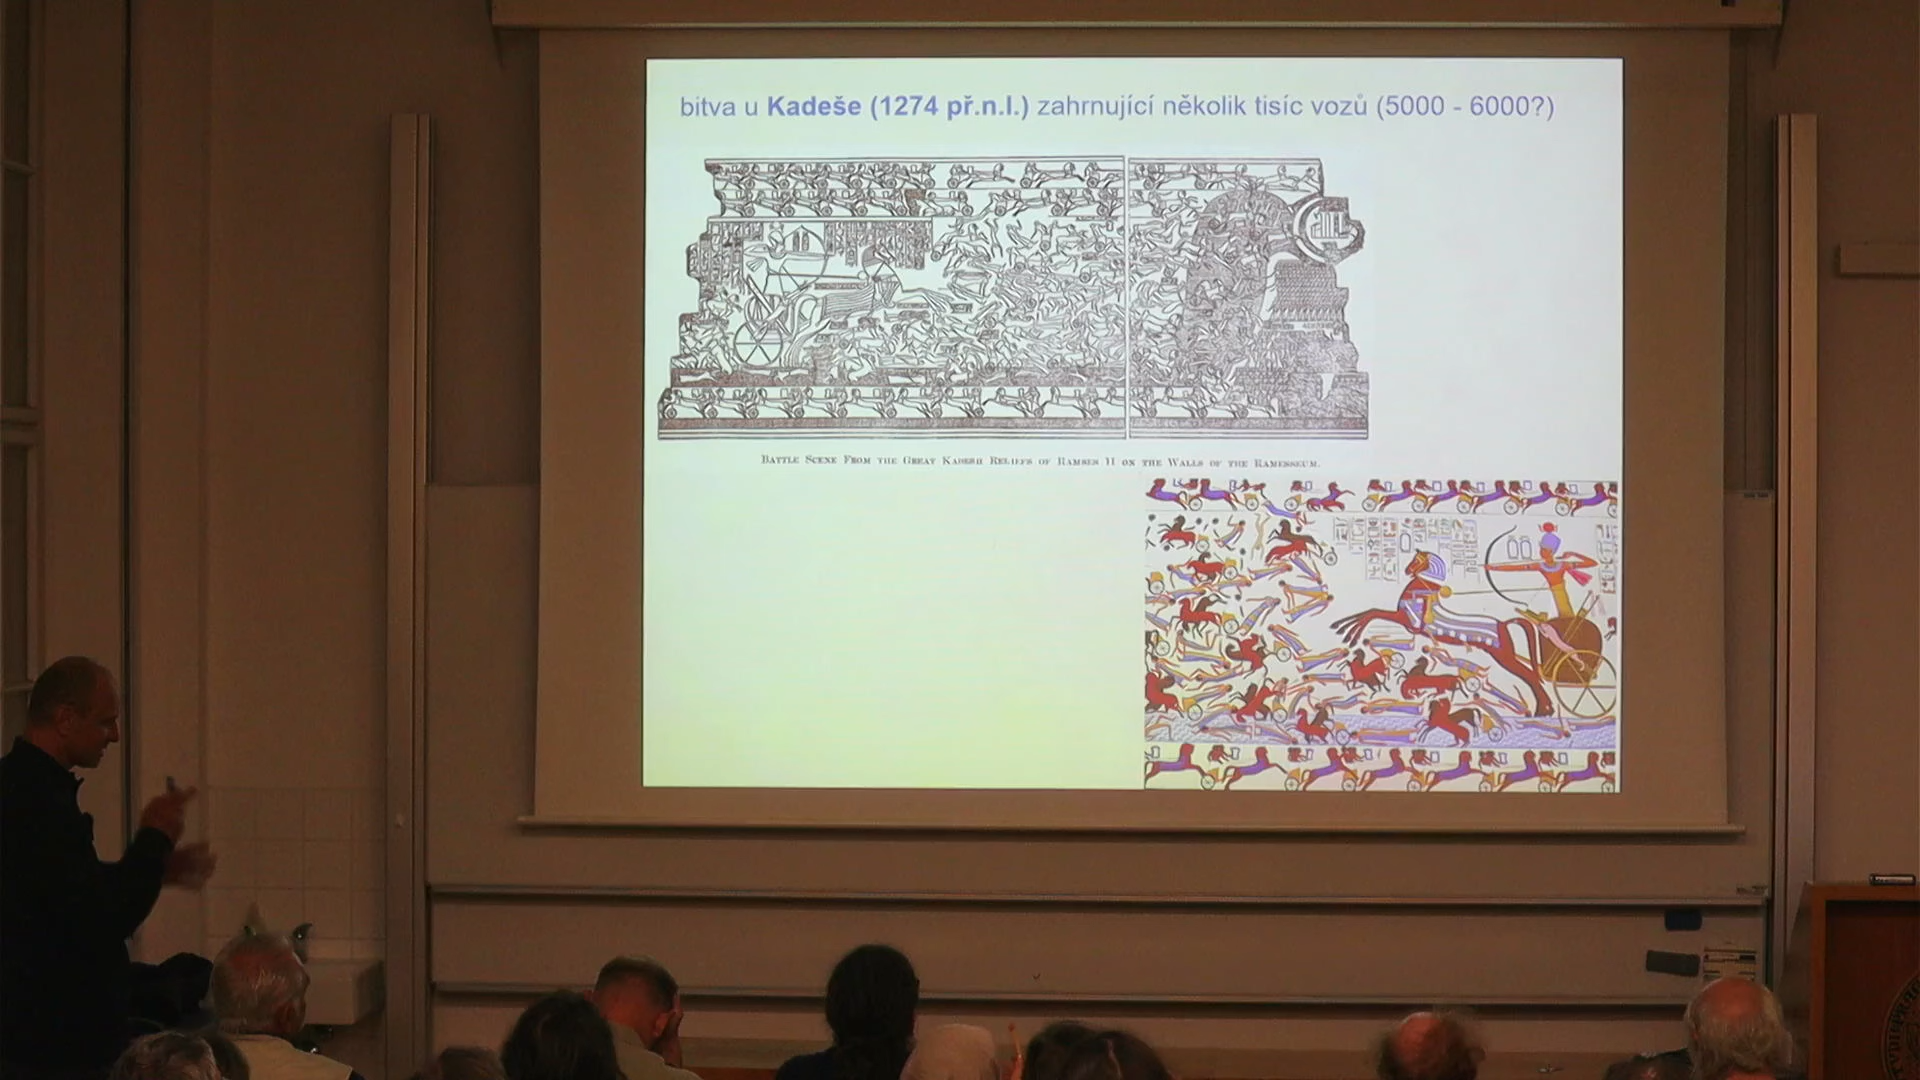 bitva u Kadeše (1274 př.n.l.) zahrnující několik tisíc vozů (5000 - 6000?)
BATTLE SCENE FROM THE GREAT KADESH RELIEFS OF RAMSES II ON THE WALLS OF THE RAMESSEUM.